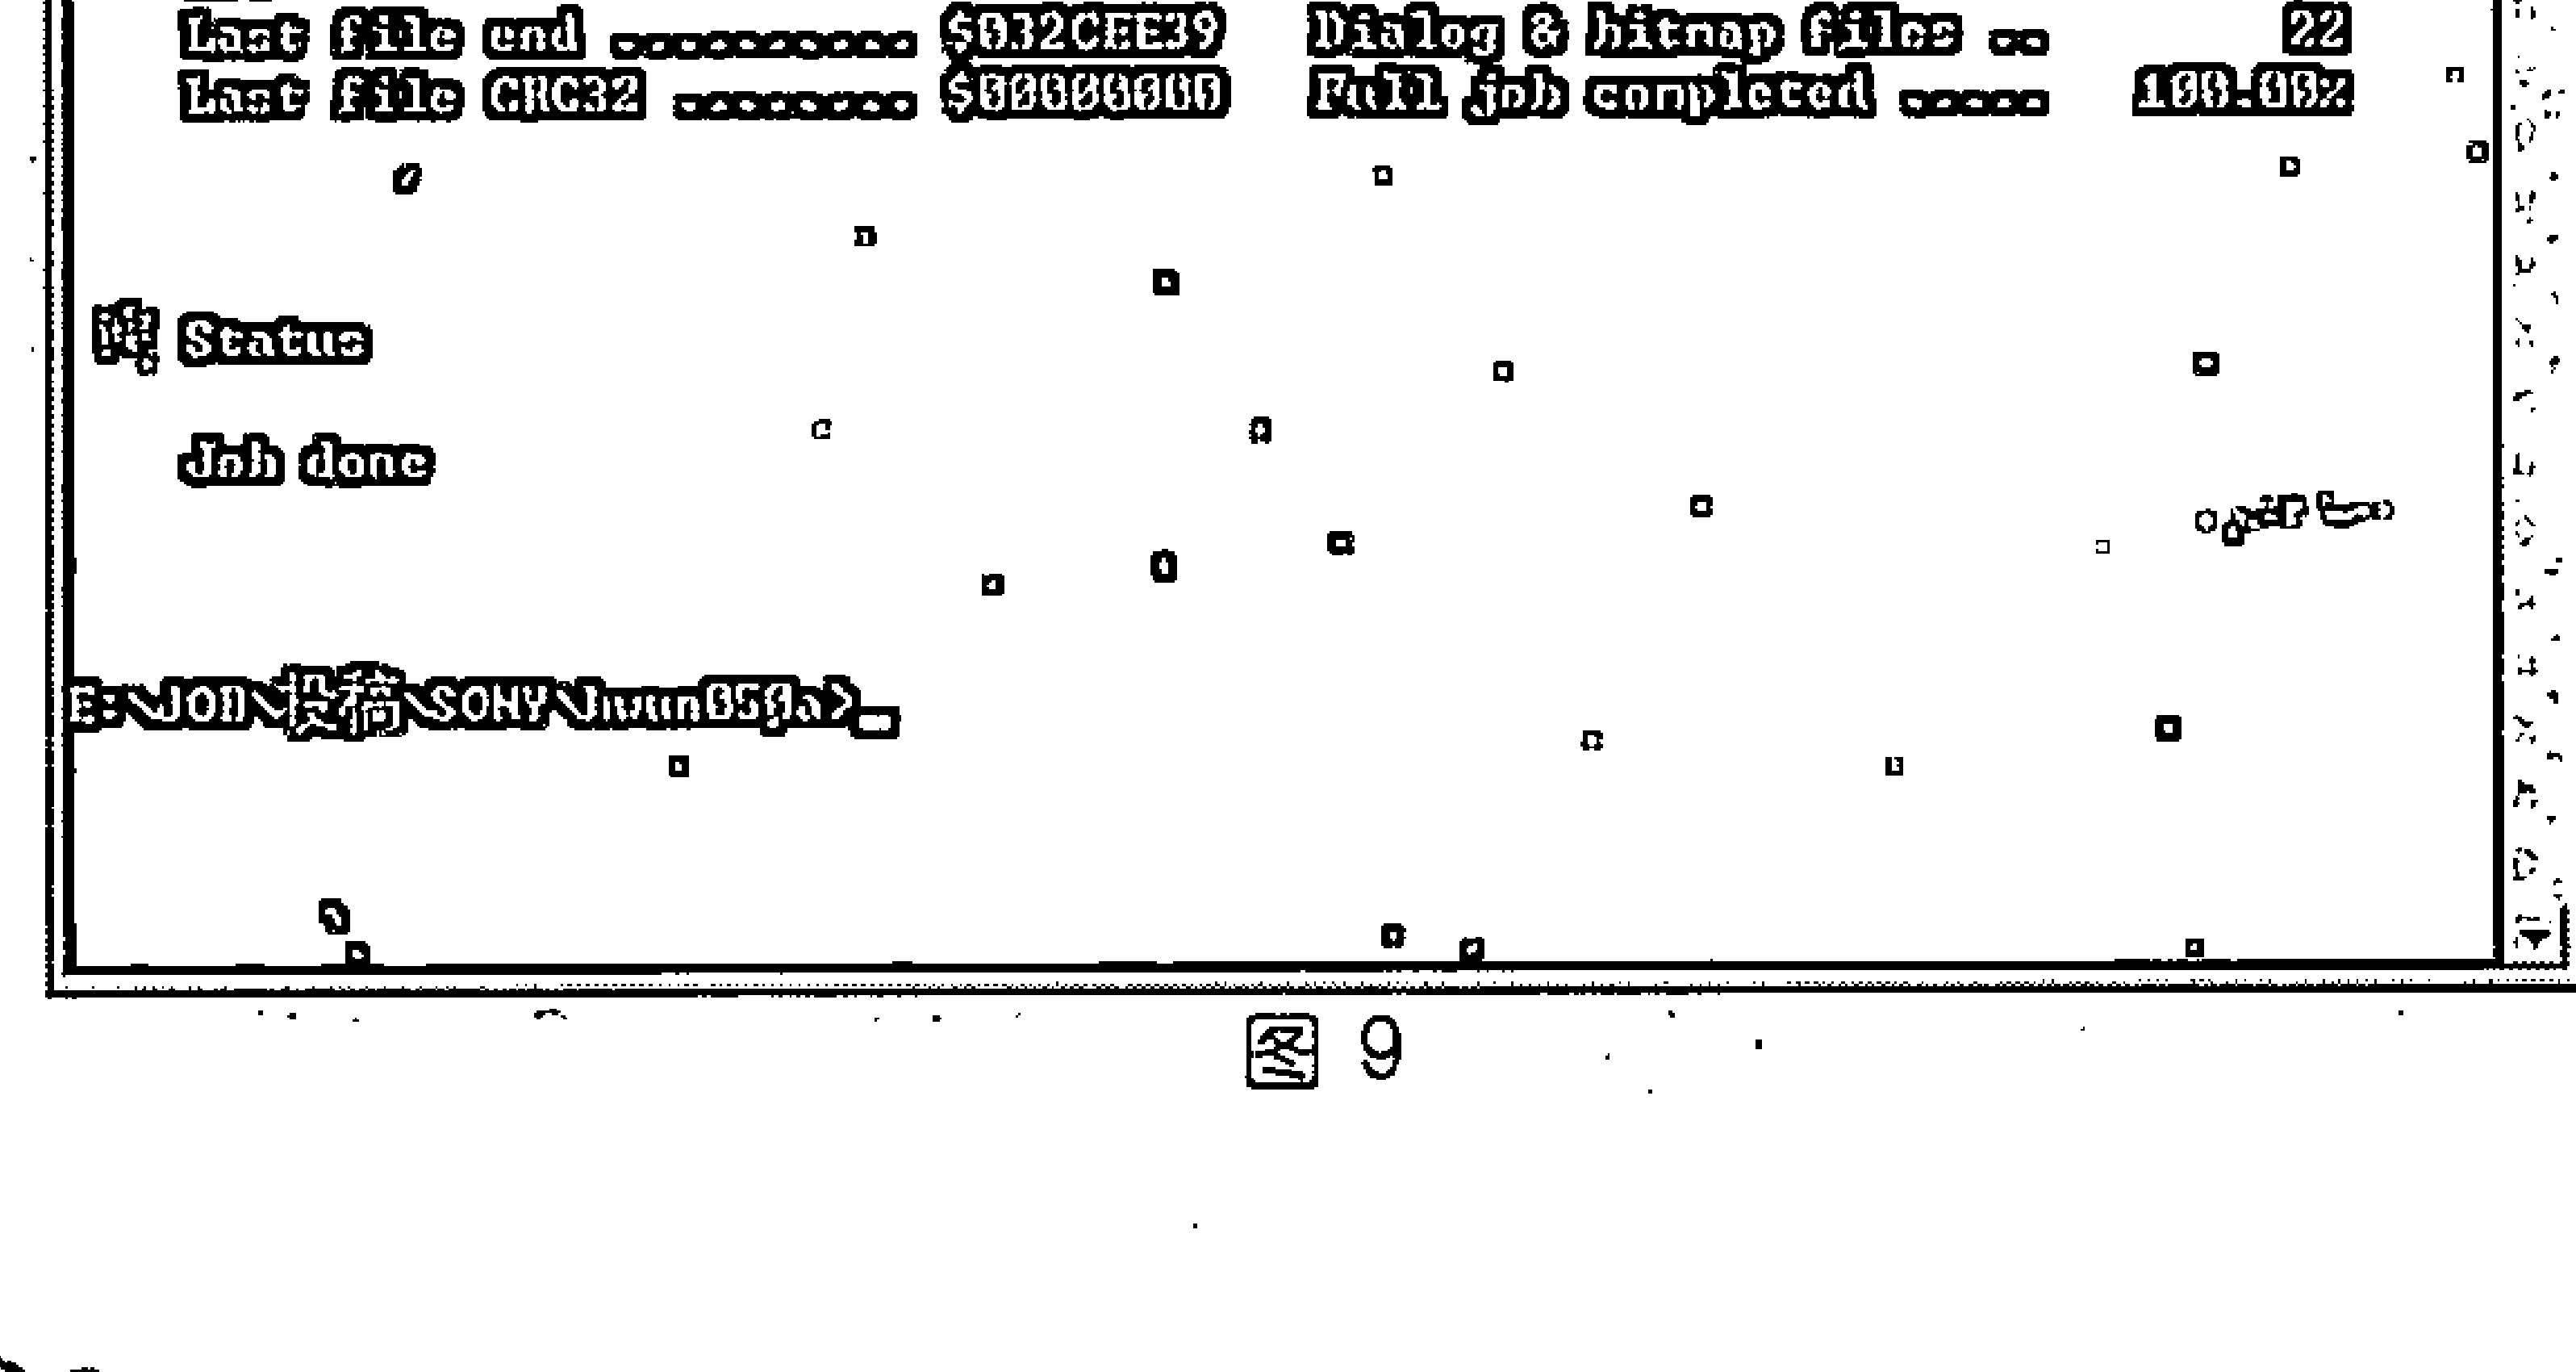 Last file end .......... $032CEE39 Dialog & bitmap files .. 22
Last file CRC32 ........ $00000000 Full job completed ..... 100.00%
Status
Job done
E:\JOB\投稿\SONY\Jwun05ga>_
图 9